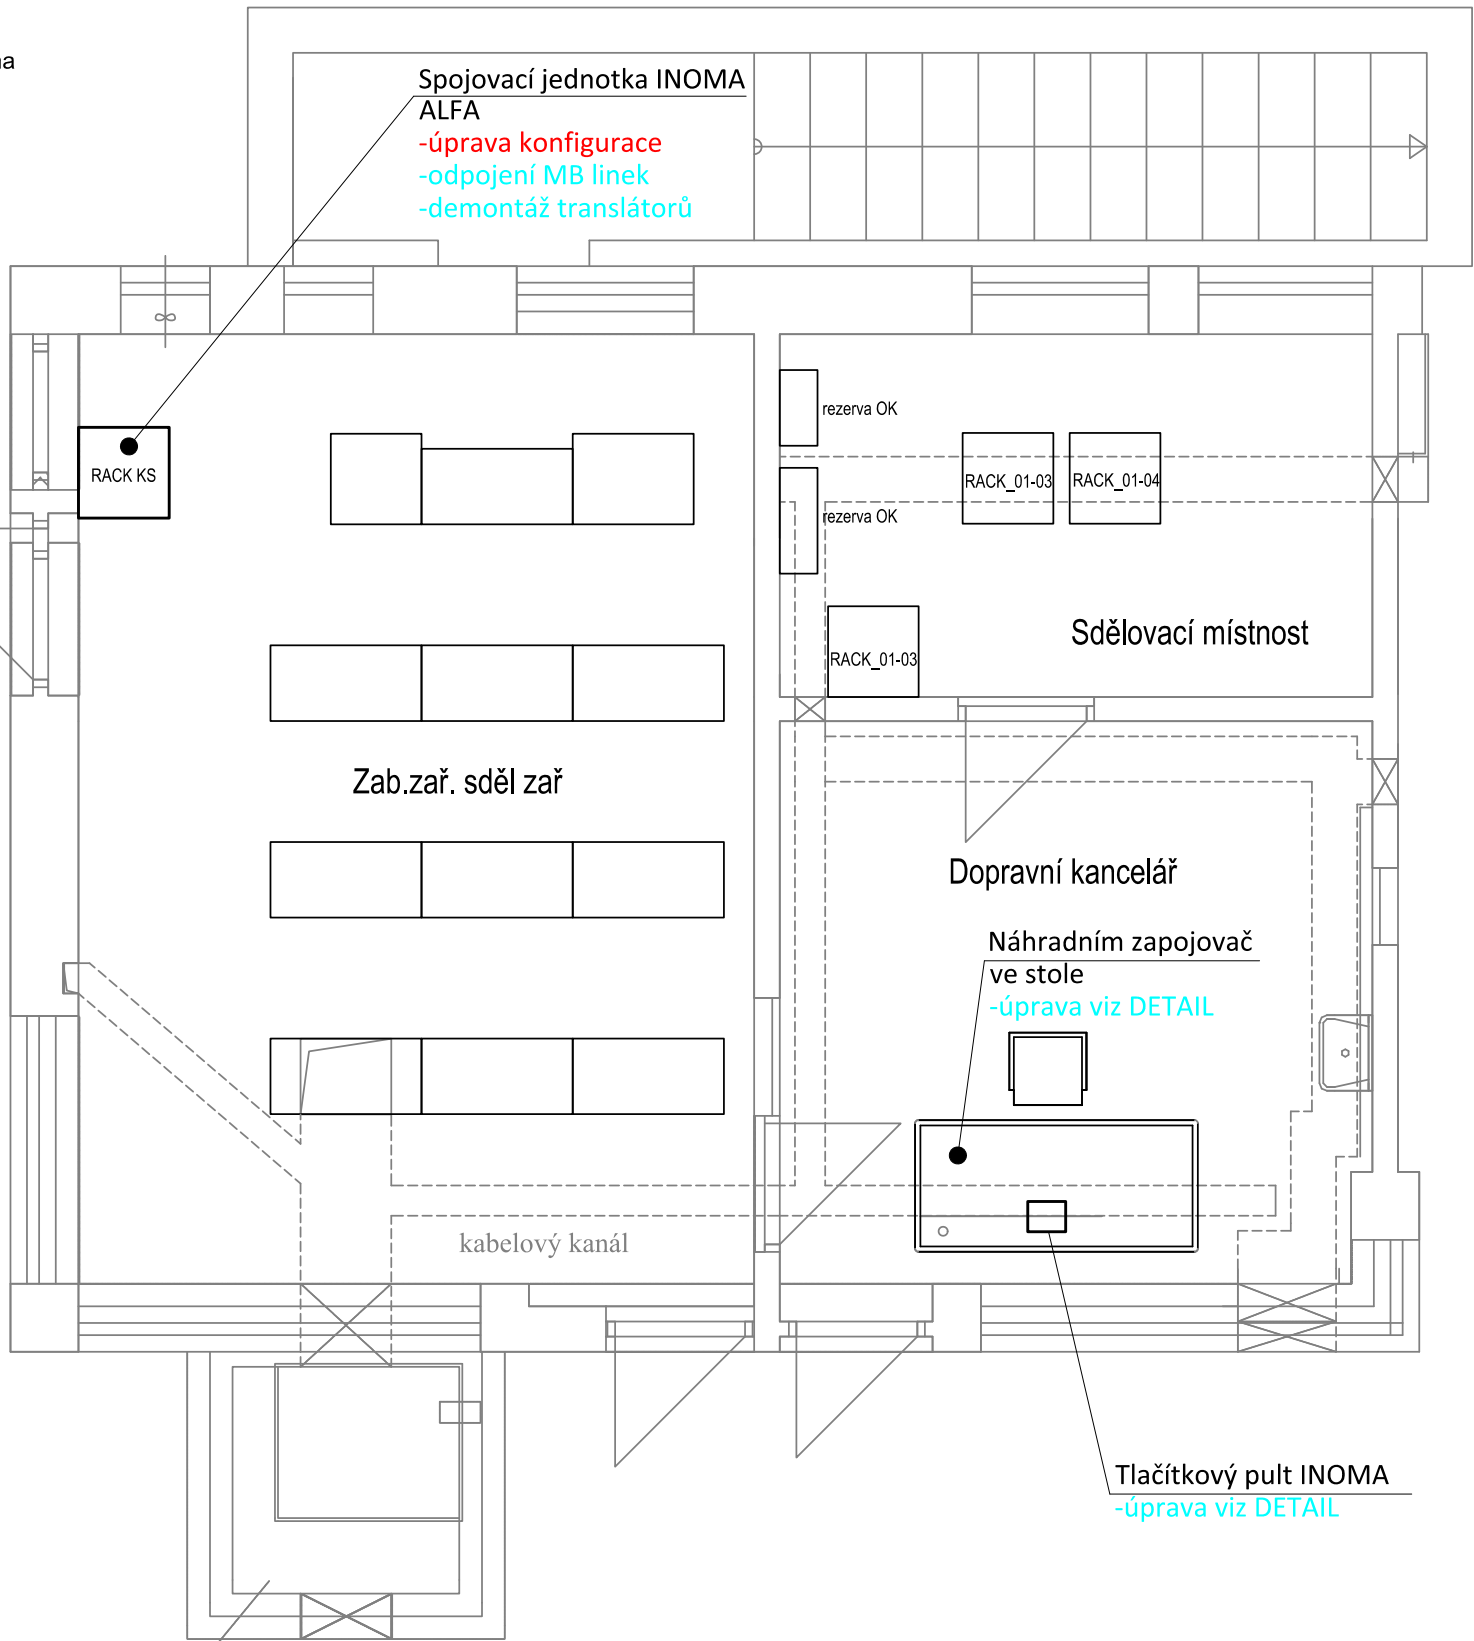 Spojovací jednotka INOMA
ALFA
-úprava konfigurace
-odpojení MB linek
-demontáž translátorů
rezerva OK
RACK KS
RACK_01-03
RACK_01-04
rezerva OK
Sdělovací místnost
RACK_01-03
Zab.zař. sděl zař
Dopravní kancelář
Náhradním zapojovač
ve stole
-úprava viz DETAIL
kabelový kanál
Tlačítkový pult INOMA
-úprava viz DETAIL